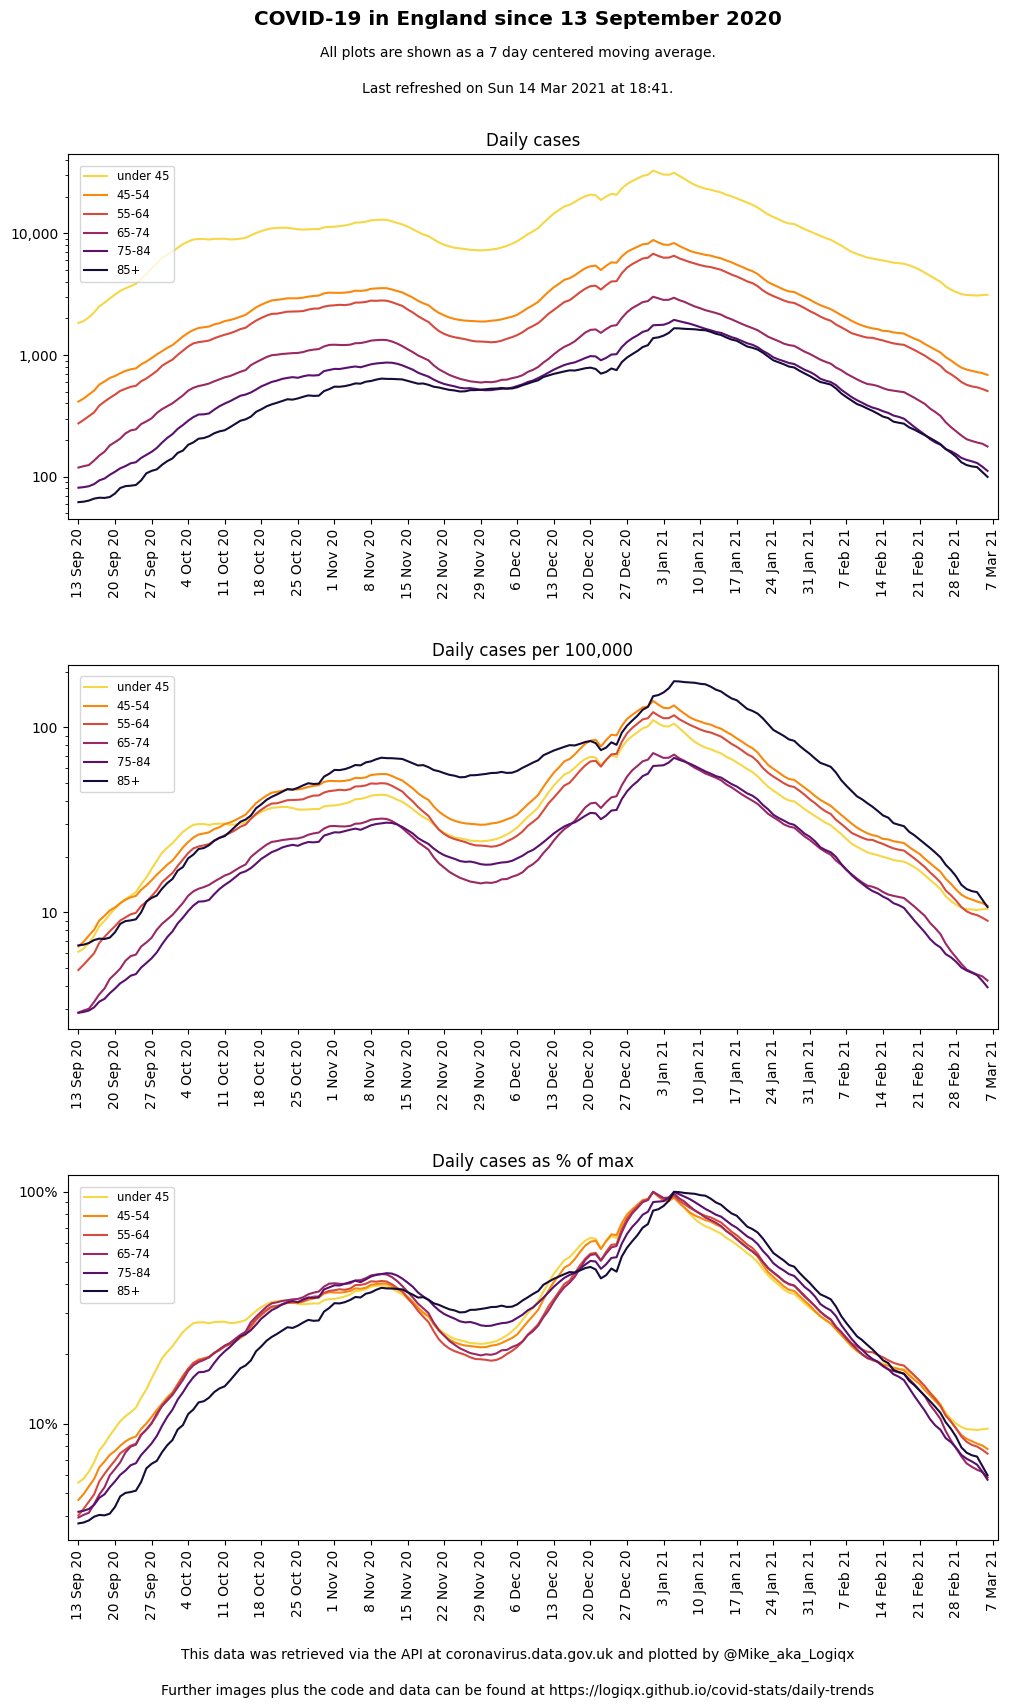 COVID-19 in England since 13 September 2020
All plots are shown as a 7 day centered moving average.
Last refreshed on Sun 14 Mar 2021 at 18:41.
Daily cases
under 45
45-54
55-64
65-74
75-84
85+
10,000
1,000
100
13 Sep 20
20 Sep 20
27 Sep 20
4 Oct 20
11 Oct 20
18 Oct 20
25 Oct 20
1 Nov 20
8 Nov 20
15 Nov 20
22 Nov 20
29 Nov 20
6 Dec 20
13 Dec 20
20 Dec 20
27 Dec 20
3 Jan 21
10 Jan 21
17 Jan 21
24 Jan 21
31 Jan 21
7 Feb 21
14 Feb 21
21 Feb 21
28 Feb 21
7 Mar 21
Daily cases per 100,000
under 45
45-54
55-64
65-74
75-84
85+
100
10
13 Sep 20
20 Sep 20
27 Sep 20
4 Oct 20
11 Oct 20
18 Oct 20
25 Oct 20
1 Nov 20
8 Nov 20
15 Nov 20
22 Nov 20
29 Nov 20
6 Dec 20
13 Dec 20
20 Dec 20
27 Dec 20
3 Jan 21
10 Jan 21
17 Jan 21
24 Jan 21
31 Jan 21
7 Feb 21
14 Feb 21
21 Feb 21
28 Feb 21
7 Mar 21
Daily cases as % of max
under 45
45-54
55-64
65-74
75-84
85+
100%
10%
13 Sep 20
20 Sep 20
27 Sep 20
4 Oct 20
11 Oct 20
18 Oct 20
25 Oct 20
1 Nov 20
8 Nov 20
15 Nov 20
22 Nov 20
29 Nov 20
6 Dec 20
13 Dec 20
20 Dec 20
27 Dec 20
3 Jan 21
10 Jan 21
17 Jan 21
24 Jan 21
31 Jan 21
7 Feb 21
14 Feb 21
21 Feb 21
28 Feb 21
7 Mar 21
This data was retrieved via the API at coronavirus.data.gov.uk and plotted by @Mike_aka_Logiqx
Further images plus the code and data can be found at https://logiqx.github.io/covid-stats/daily-trends